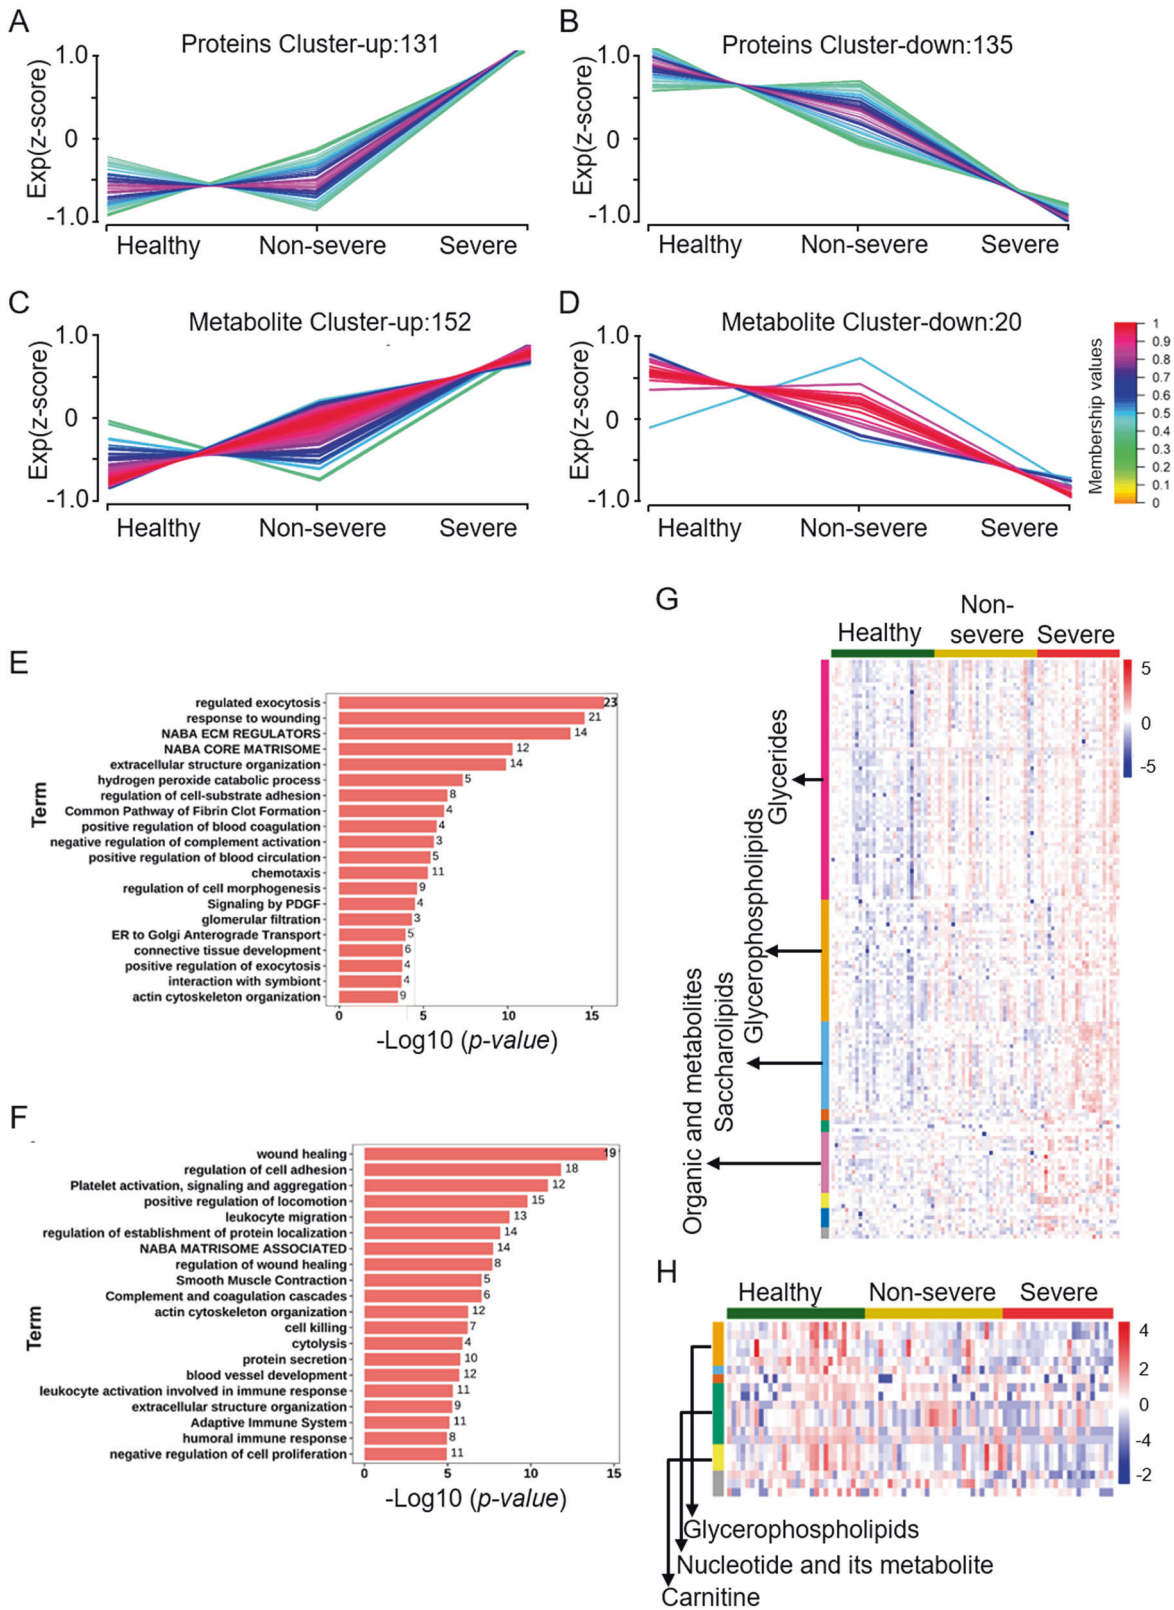 A
Proteins Cluster-up:131
Exp(z-score)
1.0
0
-1.0
Healthy Non-severe Severe
B
Proteins Cluster-down:135
Exp(z-score)
1.0
0
-1.0
Healthy Non-severe Severe
C
Metabolite Cluster-up:152
Exp(z-score)
1.0
0
-1.0
Healthy Non-severe Severe
D
Metabolite Cluster-down:20
Exp(z-score)
1.0
0
-1.0
Healthy Non-severe Severe
Membership values
1
0.9
0.8
0.7
0.6
0.5
0.4
0.3
0.2
0.1
0
E
Term
regulated exocytosis 23
response to wounding 21
NABA ECM REGULATORS 14
NABA CORE MATRISOME 12
extracellular structure organization 14
hydrogen peroxide catabolic process 5
regulation of cell-substrate adhesion 8
Common Pathway of Fibrin Clot Formation 4
positive regulation of blood coagulation 4
negative regulation of complement activation 3
positive regulation of blood circulation 5
chemotaxis 11
regulation of cell morphogenesis 9
Signaling by PDGF 4
glomerular filtration 3
ER to Golgi Anterograde Transport 5
connective tissue development 6
positive regulation of exocytosis 4
interaction with symbiont 4
actin cytoskeleton organization 9
0 5 10 15
-Log10 (p-value)
F
Term
wound healing 19
regulation of cell adhesion 18
Platelet activation, signaling and aggregation 12
positive regulation of locomotion 15
leukocyte migration 13
regulation of establishment of protein localization 14
NABA MATRISOME ASSOCIATED 14
regulation of wound healing 8
Smooth Muscle Contraction 5
Complement and coagulation cascades 6
actin cytoskeleton organization 12
cell killing 7
cytolysis 4
protein secretion 10
blood vessel development 12
leukocyte activation involved in immune response 11
extracellular structure organization 9
Adaptive Immune System 11
humoral immune response 8
negative regulation of cell proliferation 11
0 5 10 15
-Log10 (p-value)
G
Healthy
Non-
severe
Severe
5
0
-5
Glycerides
Glycerophospholipids
Saccharolipids
Organic and metabolites
H
Healthy Non-severe Severe
4
2
0
-4
-2
Glycerophospholipids
Nucleotide and its metabolite
Carnitine